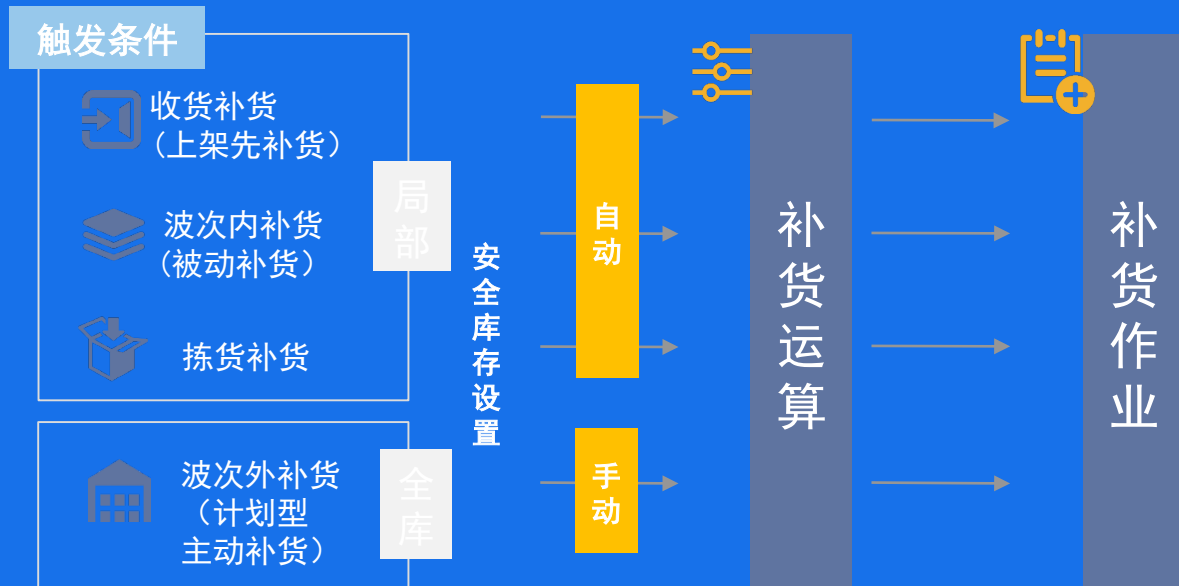 触发条件
收货补货
（上架先补货）
波次内补货
(被动补货）
拣货补货
局
部
波次外补货
（计划型
主动补货）
全
库
安
全
库
存
设
置
自
动
手
动
补
货
运
算
补
货
作
业